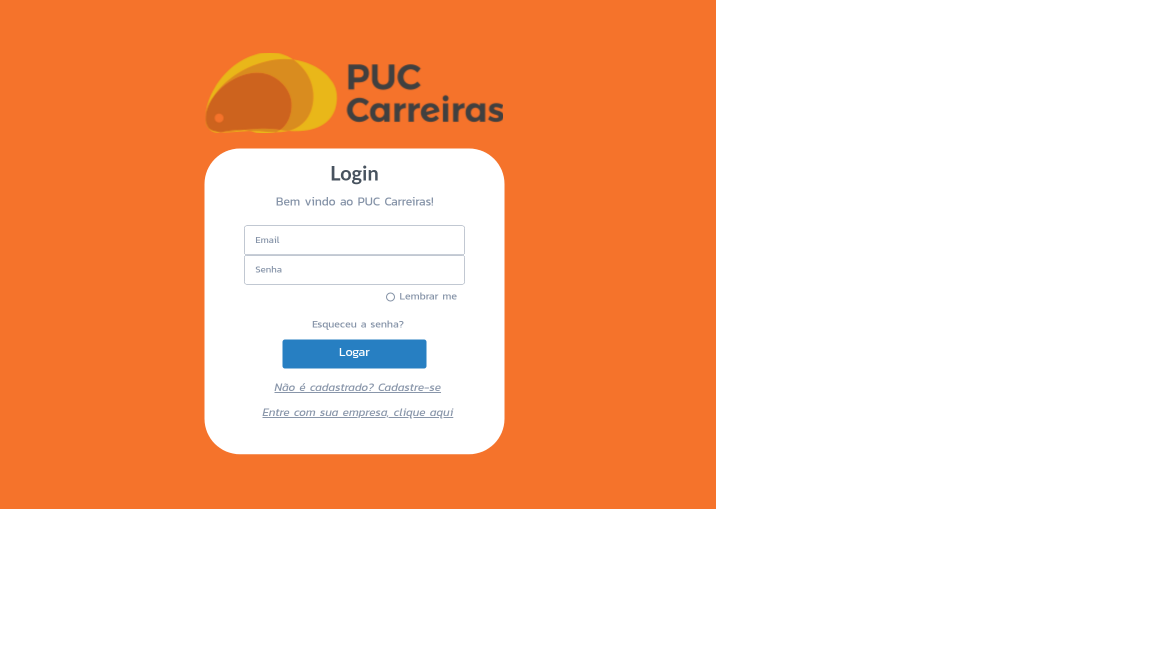 PUC
Carreiras
Login
Bem vindo ao PUC Carreiras!
Email
Senha
Lembrar me
Esqueceu a senha?
Logar
Não é cadastrado? Cadastre-se
Entre com sua empresa, clique aqui